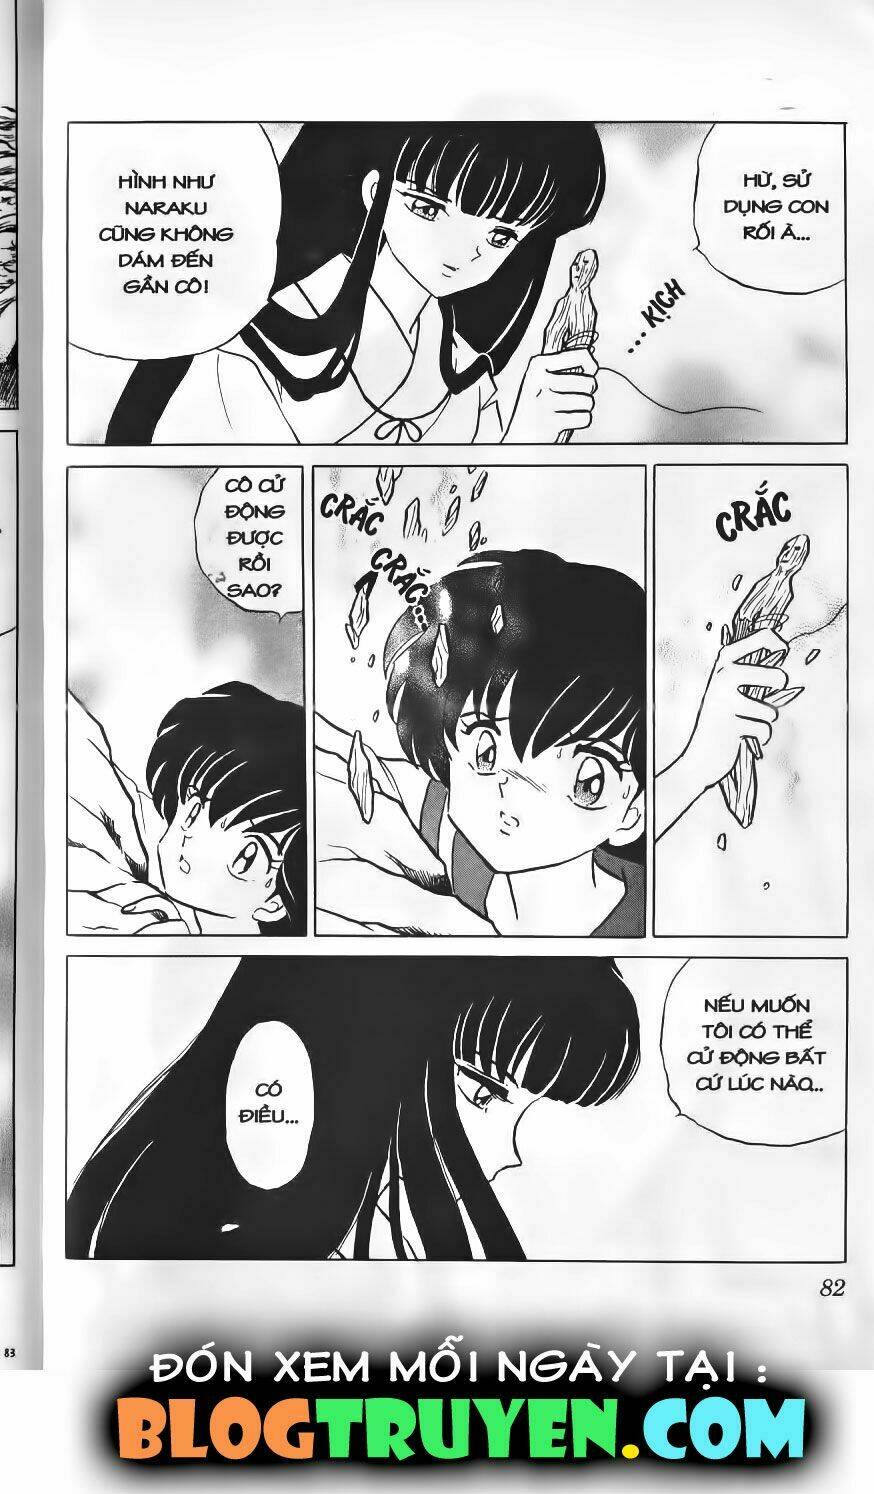 HỪ, SỬ
DỤNG CON
RỐI À...
HÌNH NHƯ
NARAKU
CŨNG KHÔNG
DÁM ĐẾN
GẦN CÔ!
... KỊCH
CRẮC
CRẮC
CRẮC...
CÔ CỬ
ĐỘNG
ĐƯỢC
RỒI
SAO?
NẾU MUỐN
TÔI CÓ THỂ
CỬ ĐỘNG BẤT
CỨ LÚC NÀO...
CÓ
ĐIỀU...
82
83
ĐÓN XEM MỖI NGÀY TẠI :
BLOGTRUYEN.COM